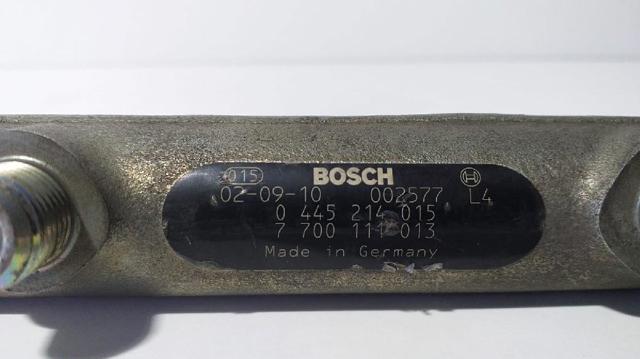 015 BOSCH
02-09-10 002577 L4
0 445 214 015
7 700 111 013
Made in Germany